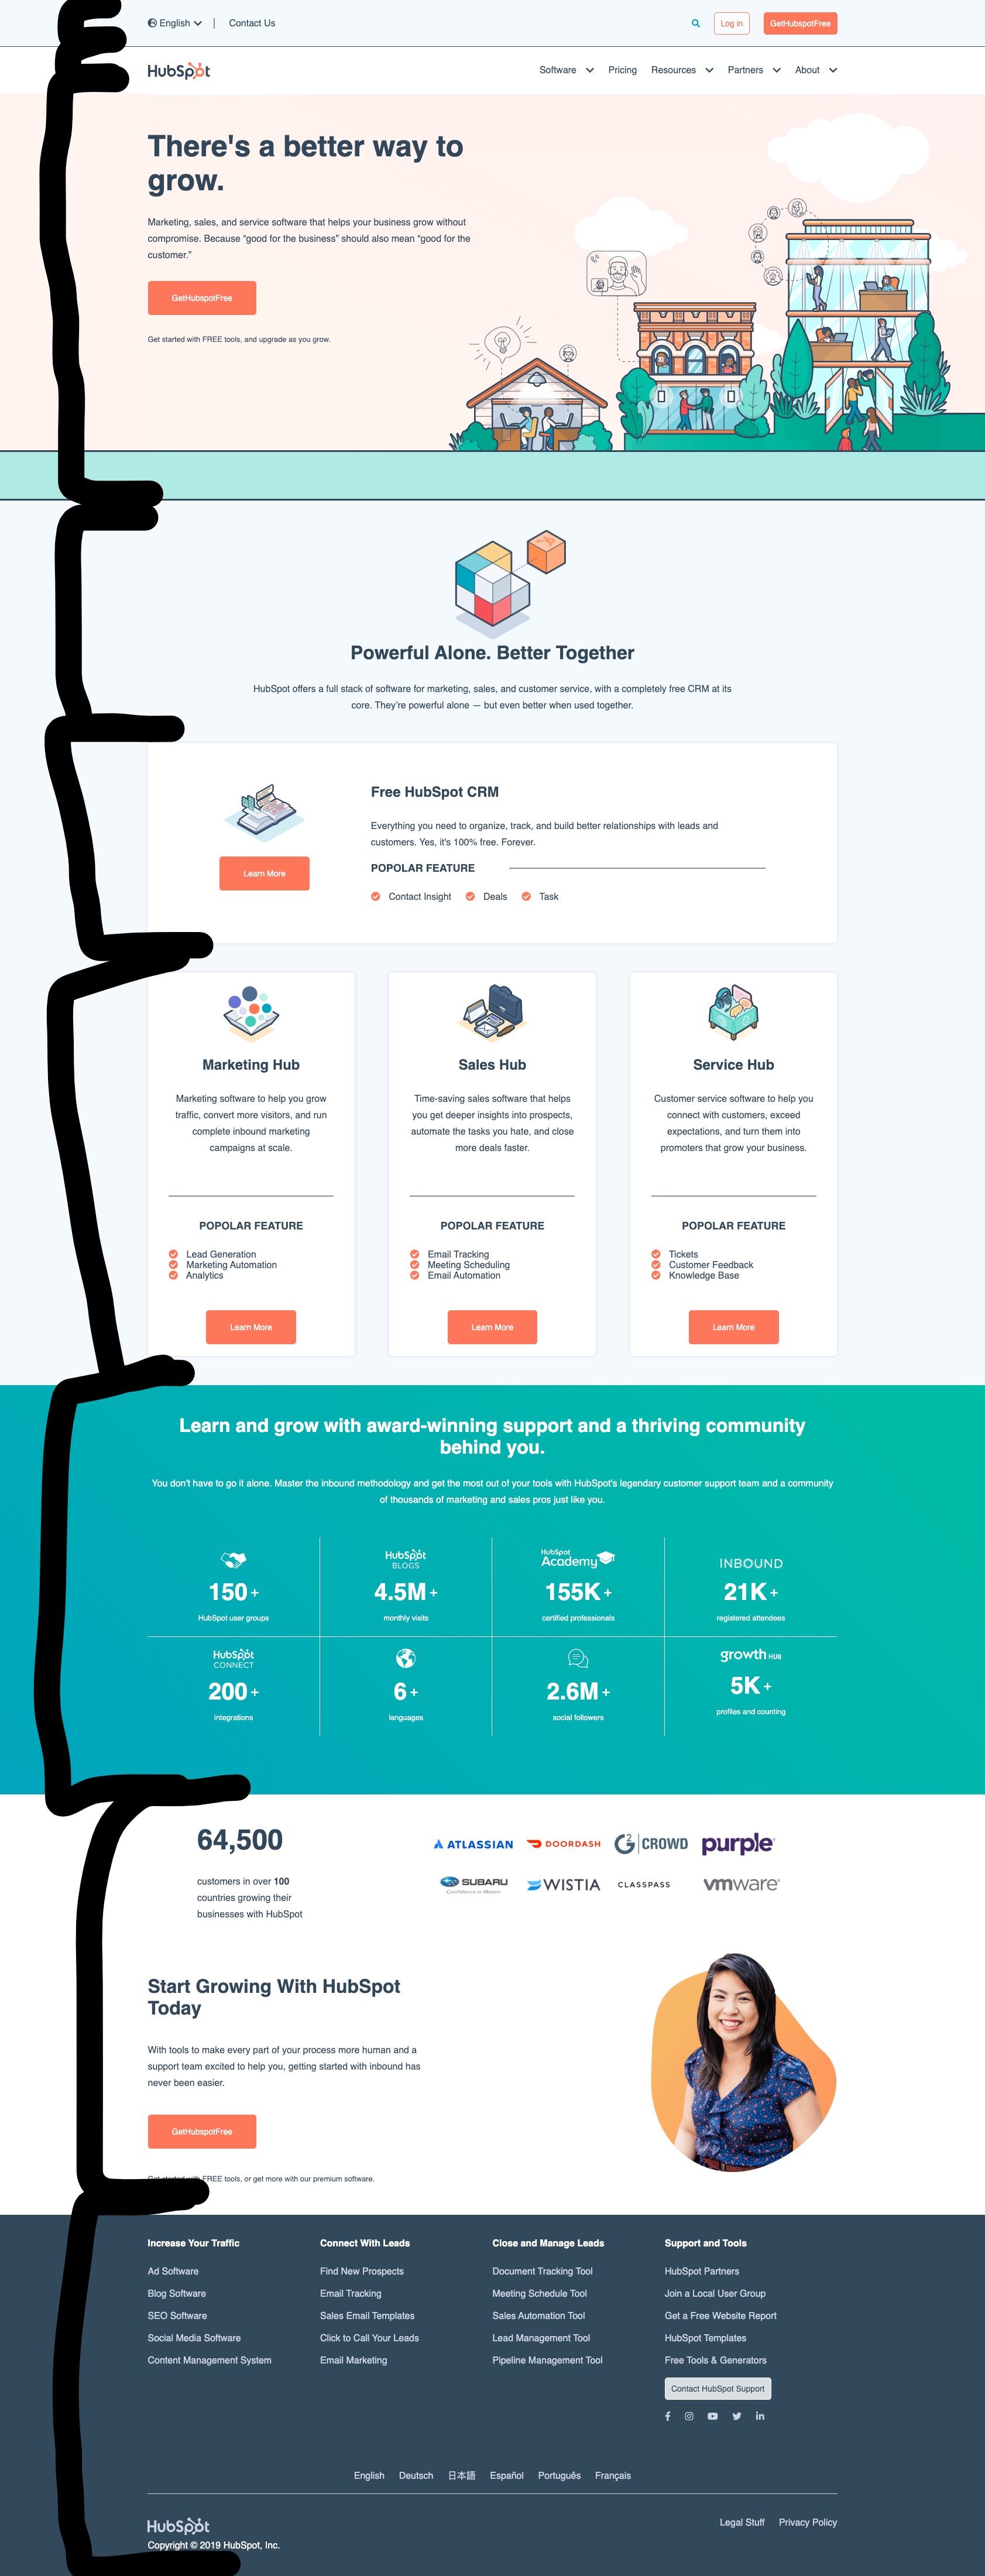 English
Contact Us
Log in
GetHubspotFree
HubSpot
Software
Pricing
Resources
Partners
About
There's a better way to
grow.
Marketing, sales, and service software that helps your business grow without
compromise. Because “good for the business” should also mean “good for the
customer.”
GetHubspotFree
Get started with FREE tools, and upgrade as you grow.
Powerful Alone. Better Together
HubSpot offers a full stack of software for marketing, sales, and customer service, with a completely free CRM at its
core. They're powerful alone — but even better when used together.
Free HubSpot CRM
Everything you need to organize, track, and build better relationships with leads and
customers. Yes, it's 100% free. Forever.
Learn More
POPOLAR FEATURE
Contact Insight
Deals
Task
Marketing Hub
Marketing software to help you grow
traffic, convert more visitors, and run
complete inbound marketing
campaigns at scale.
POPOLAR FEATURE
Lead Generation
Marketing Automation
Analytics
Learn More
Sales Hub
Time-saving sales software that helps
you get deeper insights into prospects,
automate the tasks you hate, and close
more deals faster.
POPOLAR FEATURE
Email Tracking
Meeting Scheduling
Email Automation
Learn More
Service Hub
Customer service software to help you
connect with customers, exceed
expectations, and turn them into
promoters that grow your business.
POPOLAR FEATURE
Tickets
Customer Feedback
Knowledge Base
Learn More
Learn and grow with award-winning support and a thriving community
behind you.
You don't have to go it alone. Master the inbound methodology and get the most out of your tools with HubSpot's legendary customer support team and a community
of thousands of marketing and sales pros just like you.
150 +
HubSpot user groups
HubSpot
BLOGS
4.5M +
monthly visits
HubSpot
Academy
155K +
certified professionals
INBOUND
21K +
registered attendees
HubSpot
CONNECT
200 +
integrations
6 +
languages
2.6M +
social followers
growth HUB
5K +
profiles and counting
64,500
customers in over 100
countries growing their
businesses with HubSpot
ATLASSIAN
DOORDASH
G2 CROWD
purple
SUBARU
Confidence in Motion
WISTIA
CLASSPASS
vmware
Start Growing With HubSpot
Today
With tools to make every part of your process more human and a
support team excited to help you, getting started with inbound has
never been easier.
GetHubspotFree
Get started with FREE tools, or get more with our premium software.
Increase Your Traffic
Ad Software
Blog Software
SEO Software
Social Media Software
Content Management System
Connect With Leads
Find New Prospects
Email Tracking
Sales Email Templates
Click to Call Your Leads
Email Marketing
Close and Manage Leads
Document Tracking Tool
Meeting Schedule Tool
Sales Automation Tool
Lead Management Tool
Pipeline Management Tool
Support and Tools
HubSpot Partners
Join a Local User Group
Get a Free Website Report
HubSpot Templates
Free Tools & Generators
Contact HubSpot Support
English
Deutsch
日本語
Español
Português
Français
HubSpot
Copyright © 2019 HubSpot, Inc.
Legal Stuff
Privacy Policy